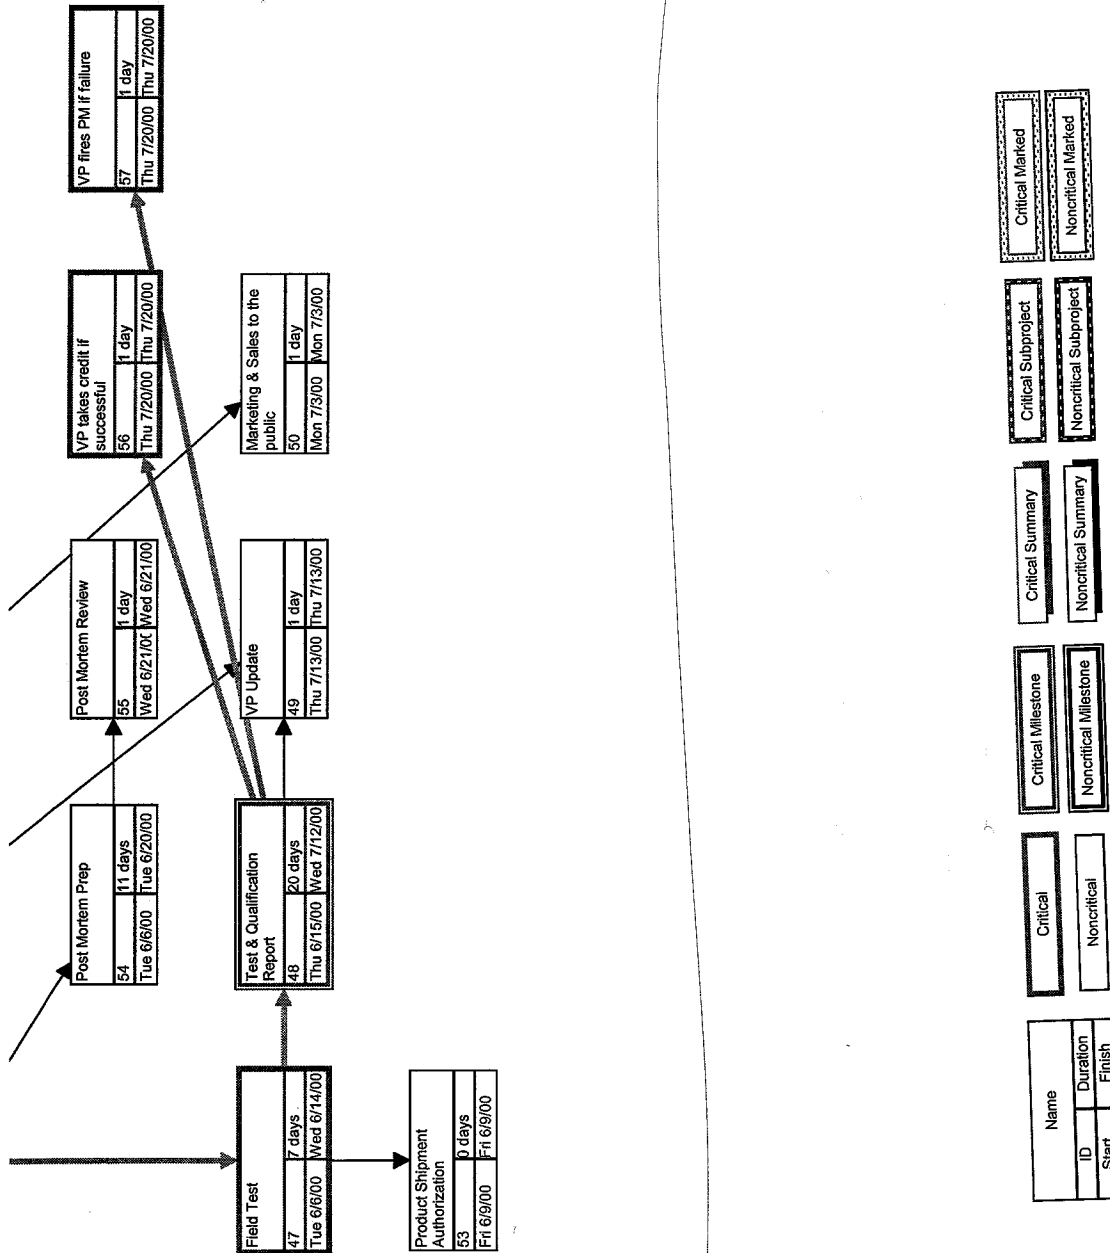 VP fires PM if failure
57 1 day
Thu 7/20/00 Thu 7/20/00
VP takes credit if
successful
56 1 day
Thu 7/20/00 Thu 7/20/00
Marketing & Sales to the
public
50 1 day
Mon 7/3/00 Mon 7/3/00
Post Mortem Review
55 1 day
Wed 6/21/00 Wed 6/21/00
VP Update
49 1 day
Thu 7/13/00 Thu 7/13/00
Post Mortem Prep
54 11 days
Tue 6/6/00 Tue 6/20/00
Test & Qualification
Report
48 20 days
Thu 6/15/00 Wed 7/12/00
Field Test
47 7 days
Tue 6/6/00 Wed 6/14/00
Product Shipment
Authorization
53 0 days
Fri 6/9/00 Fri 6/9/00
Name
ID Duration
Start Finish
Critical
Noncritical
Critical Milestone
Noncritical Milestone
Critical Summary
Noncritical Summary
Critical Subproject
Noncritical Subproject
Critical Marked
Noncritical Marked